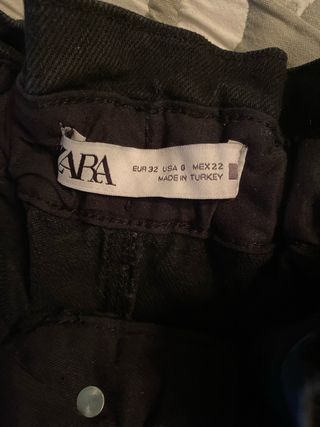 ZARA
EUR 32 USA 0 MEX 22
MADE IN TURKEY